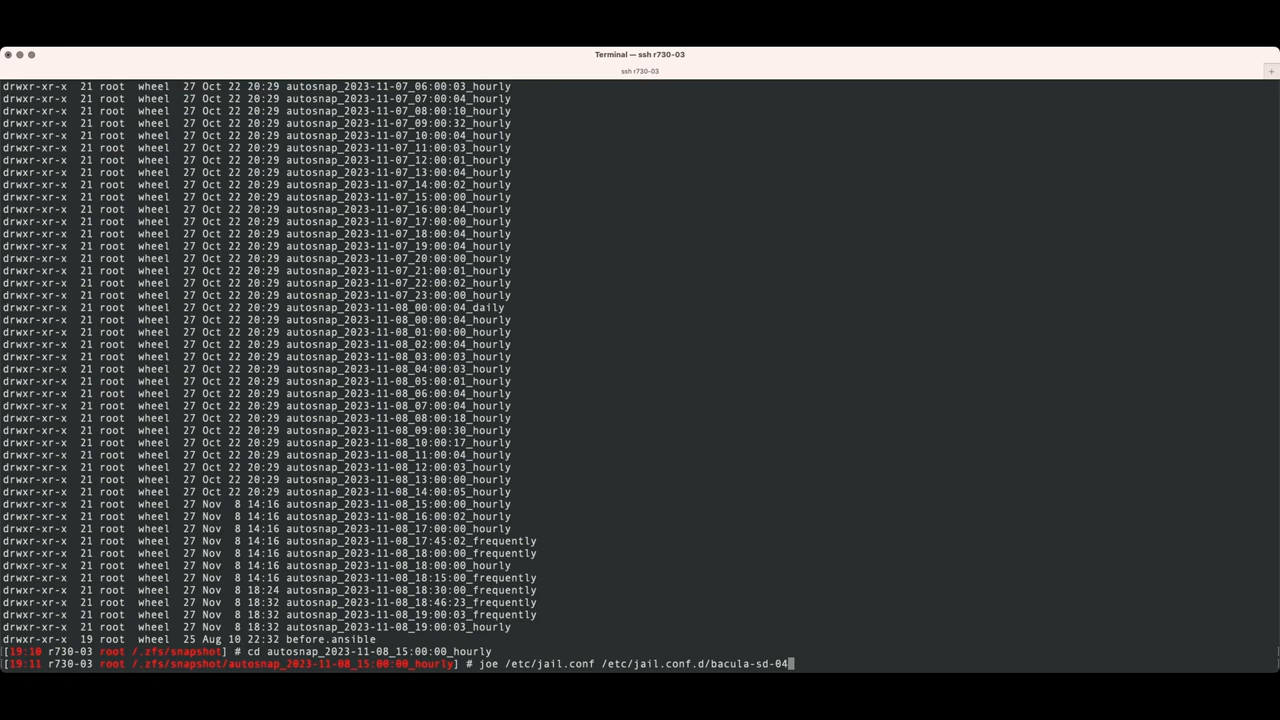 Terminal — ssh r730-03
ssh r730-03
+
drwxr-xr-x  21 root  wheel  27 Oct 22 20:29 autosnap_2023-11-07_06:00:03_hourly
drwxr-xr-x  21 root  wheel  27 Oct 22 20:29 autosnap_2023-11-07_07:00:04_hourly
drwxr-xr-x  21 root  wheel  27 Oct 22 20:29 autosnap_2023-11-07_08:00:10_hourly
drwxr-xr-x  21 root  wheel  27 Oct 22 20:29 autosnap_2023-11-07_09:00:32_hourly
drwxr-xr-x  21 root  wheel  27 Oct 22 20:29 autosnap_2023-11-07_10:00:04_hourly
drwxr-xr-x  21 root  wheel  27 Oct 22 20:29 autosnap_2023-11-07_11:00:03_hourly
drwxr-xr-x  21 root  wheel  27 Oct 22 20:29 autosnap_2023-11-07_12:00:01_hourly
drwxr-xr-x  21 root  wheel  27 Oct 22 20:29 autosnap_2023-11-07_13:00:04_hourly
drwxr-xr-x  21 root  wheel  27 Oct 22 20:29 autosnap_2023-11-07_14:00:02_hourly
drwxr-xr-x  21 root  wheel  27 Oct 22 20:29 autosnap_2023-11-07_15:00:00_hourly
drwxr-xr-x  21 root  wheel  27 Oct 22 20:29 autosnap_2023-11-07_16:00:04_hourly
drwxr-xr-x  21 root  wheel  27 Oct 22 20:29 autosnap_2023-11-07_17:00:00_hourly
drwxr-xr-x  21 root  wheel  27 Oct 22 20:29 autosnap_2023-11-07_18:00:04_hourly
drwxr-xr-x  21 root  wheel  27 Oct 22 20:29 autosnap_2023-11-07_19:00:04_hourly
drwxr-xr-x  21 root  wheel  27 Oct 22 20:29 autosnap_2023-11-07_20:00:00_hourly
drwxr-xr-x  21 root  wheel  27 Oct 22 20:29 autosnap_2023-11-07_21:00:01_hourly
drwxr-xr-x  21 root  wheel  27 Oct 22 20:29 autosnap_2023-11-07_22:00:02_hourly
drwxr-xr-x  21 root  wheel  27 Oct 22 20:29 autosnap_2023-11-07_23:00:00_hourly
drwxr-xr-x  21 root  wheel  27 Oct 22 20:29 autosnap_2023-11-08_00:00:04_daily
drwxr-xr-x  21 root  wheel  27 Oct 22 20:29 autosnap_2023-11-08_00:00:04_hourly
drwxr-xr-x  21 root  wheel  27 Oct 22 20:29 autosnap_2023-11-08_01:00:00_hourly
drwxr-xr-x  21 root  wheel  27 Oct 22 20:29 autosnap_2023-11-08_02:00:04_hourly
drwxr-xr-x  21 root  wheel  27 Oct 22 20:29 autosnap_2023-11-08_03:00:03_hourly
drwxr-xr-x  21 root  wheel  27 Oct 22 20:29 autosnap_2023-11-08_04:00:03_hourly
drwxr-xr-x  21 root  wheel  27 Oct 22 20:29 autosnap_2023-11-08_05:00:01_hourly
drwxr-xr-x  21 root  wheel  27 Oct 22 20:29 autosnap_2023-11-08_06:00:04_hourly
drwxr-xr-x  21 root  wheel  27 Oct 22 20:29 autosnap_2023-11-08_07:00:04_hourly
drwxr-xr-x  21 root  wheel  27 Oct 22 20:29 autosnap_2023-11-08_08:00:18_hourly
drwxr-xr-x  21 root  wheel  27 Oct 22 20:29 autosnap_2023-11-08_09:00:30_hourly
drwxr-xr-x  21 root  wheel  27 Oct 22 20:29 autosnap_2023-11-08_10:00:17_hourly
drwxr-xr-x  21 root  wheel  27 Oct 22 20:29 autosnap_2023-11-08_11:00:04_hourly
drwxr-xr-x  21 root  wheel  27 Oct 22 20:29 autosnap_2023-11-08_12:00:03_hourly
drwxr-xr-x  21 root  wheel  27 Oct 22 20:29 autosnap_2023-11-08_13:00:00_hourly
drwxr-xr-x  21 root  wheel  27 Oct 22 20:29 autosnap_2023-11-08_14:00:05_hourly
drwxr-xr-x  21 root  wheel  27 Nov  8 14:16 autosnap_2023-11-08_15:00:00_hourly
drwxr-xr-x  21 root  wheel  27 Nov  8 14:16 autosnap_2023-11-08_16:00:02_hourly
drwxr-xr-x  21 root  wheel  27 Nov  8 14:16 autosnap_2023-11-08_17:00:00_hourly
drwxr-xr-x  21 root  wheel  27 Nov  8 14:16 autosnap_2023-11-08_17:45:02_frequently
drwxr-xr-x  21 root  wheel  27 Nov  8 14:16 autosnap_2023-11-08_18:00:00_frequently
drwxr-xr-x  21 root  wheel  27 Nov  8 14:16 autosnap_2023-11-08_18:00:00_hourly
drwxr-xr-x  21 root  wheel  27 Nov  8 14:16 autosnap_2023-11-08_18:15:00_frequently
drwxr-xr-x  21 root  wheel  27 Nov  8 18:24 autosnap_2023-11-08_18:30:00_frequently
drwxr-xr-x  21 root  wheel  27 Nov  8 18:32 autosnap_2023-11-08_18:46:23_frequently
drwxr-xr-x  21 root  wheel  27 Nov  8 18:32 autosnap_2023-11-08_19:00:03_frequently
drwxr-xr-x  21 root  wheel  27 Nov  8 18:32 autosnap_2023-11-08_19:00:03_hourly
drwxr-xr-x  19 root  wheel  25 Aug 10 22:32 before.ansible
[19:10 r730-03 root /.zfs/snapshot] # cd autosnap_2023-11-08_15:00:00_hourly
[19:11 r730-03 root /.zfs/snapshot/autosnap_2023-11-08_15:00:00_hourly] # joe /etc/jail.conf /etc/jail.conf.d/bacula-sd-04